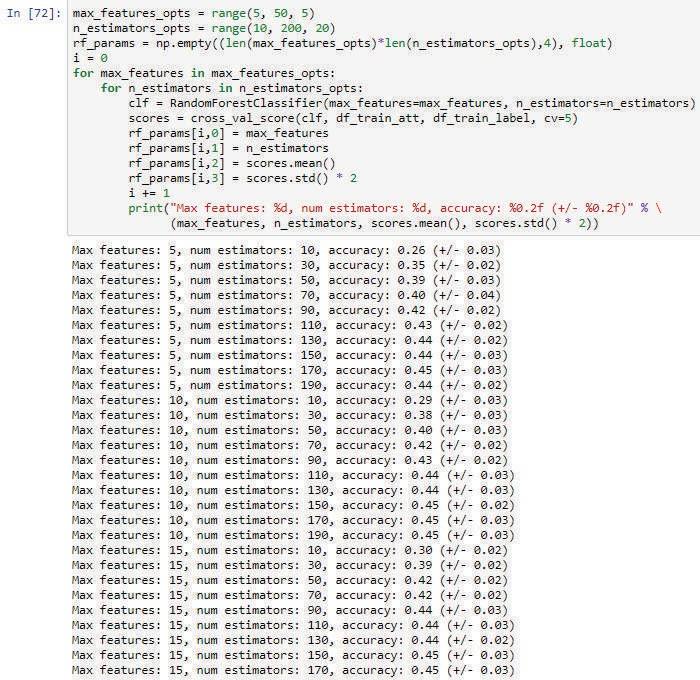 In [72]: max_features_opts = range(5, 50, 5)
n_estimators_opts = range(10, 200, 20)
rf_params = np.empty((len(max_features_opts)*len(n_estimators_opts),4), float)
i = 0
for max_features in max_features_opts:
    for n_estimators in n_estimators_opts:
        clf = RandomForestClassifier(max_features=max_features, n_estimators=n_estimators)
        scores = cross_val_score(clf, df_train_att, df_train_label, cv=5)
        rf_params[i,0] = max_features
        rf_params[i,1] = n_estimators
        rf_params[i,2] = scores.mean()
        rf_params[i,3] = scores.std() * 2
        i += 1
        print("Max features: %d, num estimators: %d, accuracy: %0.2f (+/- %0.2f)" % \
              (max_features, n_estimators, scores.mean(), scores.std() * 2))
Max features: 5, num estimators: 10, accuracy: 0.26 (+/- 0.03)
Max features: 5, num estimators: 30, accuracy: 0.35 (+/- 0.02)
Max features: 5, num estimators: 50, accuracy: 0.39 (+/- 0.03)
Max features: 5, num estimators: 70, accuracy: 0.40 (+/- 0.04)
Max features: 5, num estimators: 90, accuracy: 0.42 (+/- 0.02)
Max features: 5, num estimators: 110, accuracy: 0.43 (+/- 0.02)
Max features: 5, num estimators: 130, accuracy: 0.44 (+/- 0.02)
Max features: 5, num estimators: 150, accuracy: 0.44 (+/- 0.03)
Max features: 5, num estimators: 170, accuracy: 0.45 (+/- 0.03)
Max features: 5, num estimators: 190, accuracy: 0.44 (+/- 0.02)
Max features: 10, num estimators: 10, accuracy: 0.29 (+/- 0.03)
Max features: 10, num estimators: 30, accuracy: 0.38 (+/- 0.03)
Max features: 10, num estimators: 50, accuracy: 0.40 (+/- 0.03)
Max features: 10, num estimators: 70, accuracy: 0.42 (+/- 0.02)
Max features: 10, num estimators: 90, accuracy: 0.43 (+/- 0.02)
Max features: 10, num estimators: 110, accuracy: 0.44 (+/- 0.03)
Max features: 10, num estimators: 130, accuracy: 0.44 (+/- 0.03)
Max features: 10, num estimators: 150, accuracy: 0.45 (+/- 0.02)
Max features: 10, num estimators: 170, accuracy: 0.45 (+/- 0.03)
Max features: 10, num estimators: 190, accuracy: 0.45 (+/- 0.03)
Max features: 15, num estimators: 10, accuracy: 0.30 (+/- 0.02)
Max features: 15, num estimators: 30, accuracy: 0.39 (+/- 0.02)
Max features: 15, num estimators: 50, accuracy: 0.42 (+/- 0.02)
Max features: 15, num estimators: 70, accuracy: 0.42 (+/- 0.02)
Max features: 15, num estimators: 90, accuracy: 0.44 (+/- 0.03)
Max features: 15, num estimators: 110, accuracy: 0.44 (+/- 0.03)
Max features: 15, num estimators: 130, accuracy: 0.44 (+/- 0.02)
Max features: 15, num estimators: 150, accuracy: 0.45 (+/- 0.03)
Max features: 15, num estimators: 170, accuracy: 0.45 (+/- 0.03)